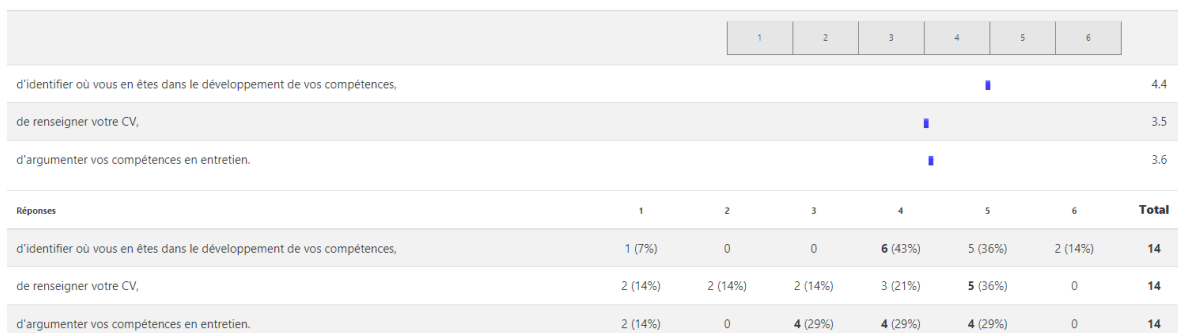 1 2 3 4 5 6
d'identifier où vous en êtes dans le développement de vos compétences, 4.4
de renseigner votre CV, 3.5
d'argumenter vos compétences en entretien. 3.6
Réponses 1 2 3 4 5 6 Total
d'identifier où vous en êtes dans le développement de vos compétences, 1 (7%) 0 0 6 (43%) 5 (36%) 2 (14%) 14
de renseigner votre CV, 2 (14%) 2 (14%) 2 (14%) 3 (21%) 5 (36%) 0 14
d'argumenter vos compétences en entretien. 2 (14%) 0 4 (29%) 4 (29%) 4 (29%) 0 14